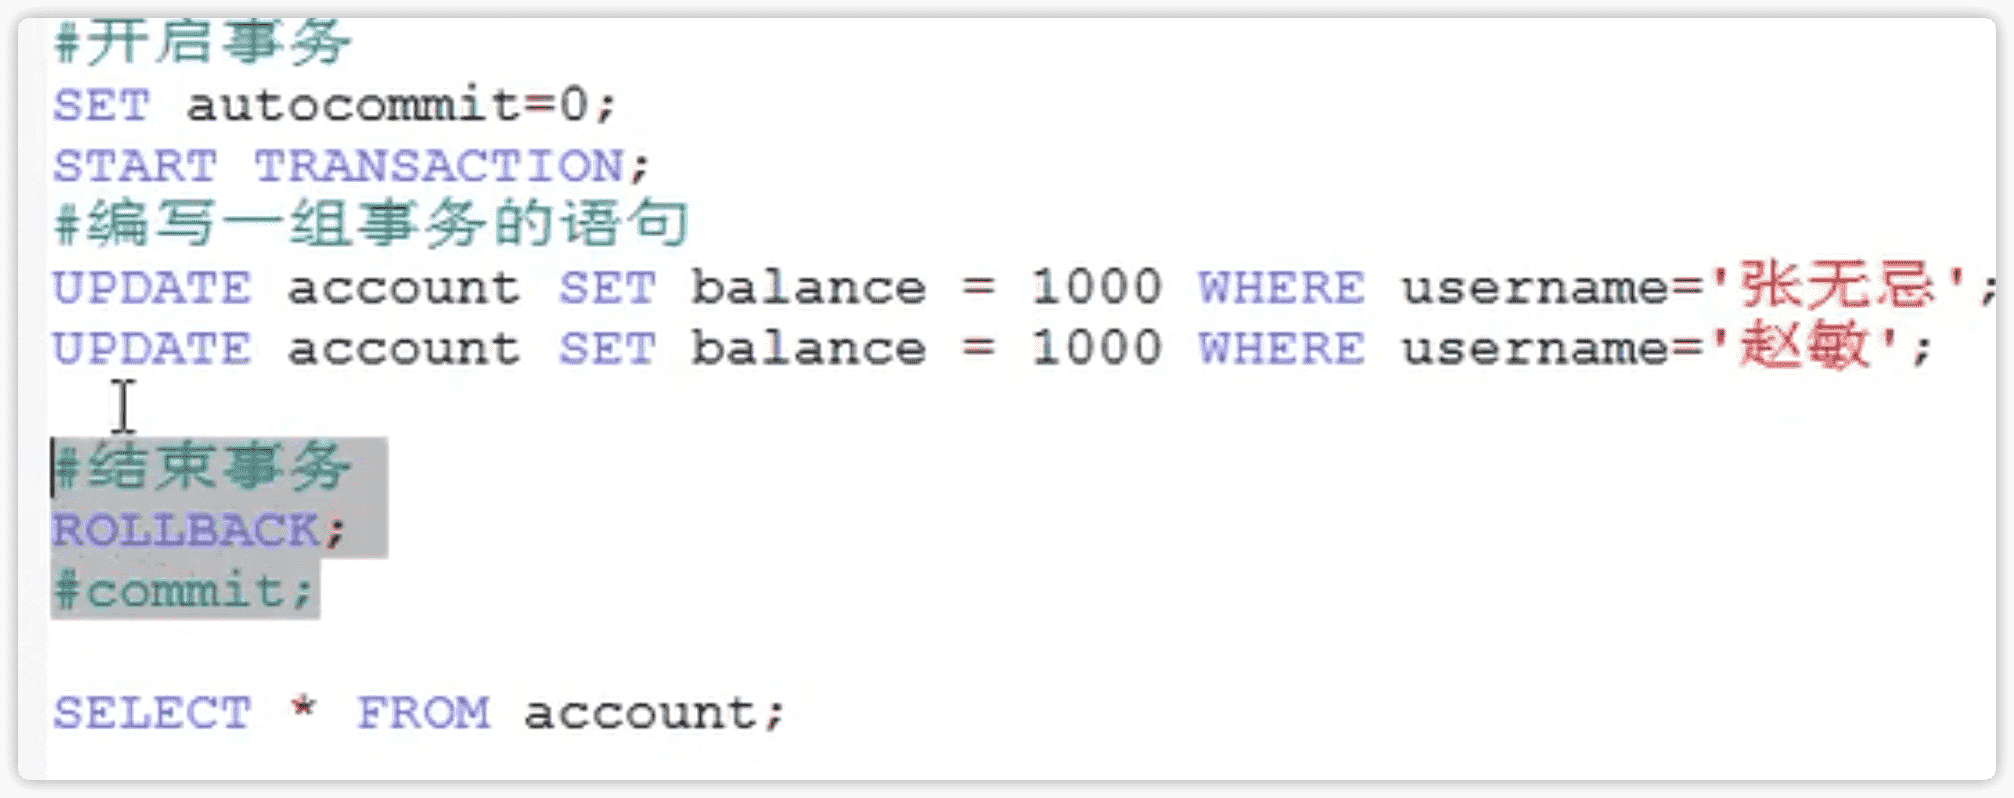 #开启事务
SET autocommit=0;
START TRANSACTION;
#编写一组事务的语句
UPDATE account SET balance = 1000 WHERE username='张无忌';
UPDATE account SET balance = 1000 WHERE username='赵敏';
#结束事务
ROLLBACK;
#commit;
SELECT * FROM account;